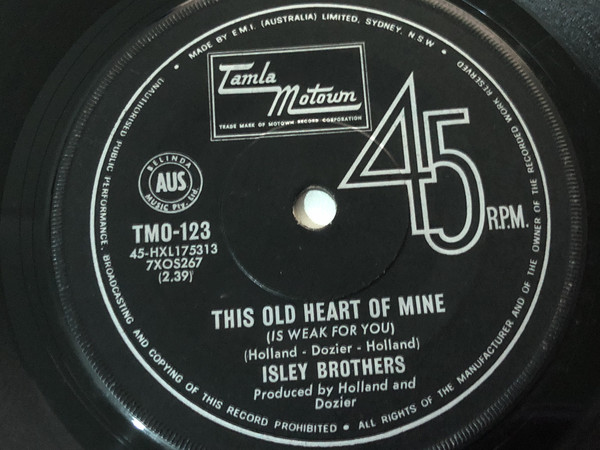 MADE BY E.M.I. (AUSTRALIA) LIMITED, SYDNEY, N.S.W.
Tamla
Motown
TRADE MARK OF MOTOWN RECORD CORPORATION
45 R.P.M.
BELINDA
AUS
MUSIC Pty. Ltd.
TMO-123
45-HXL175313
7XOS267
(2.39)
THIS OLD HEART OF MINE
(IS WEAK FOR YOU)
(Holland - Dozier - Holland)
ISLEY BROTHERS
Produced by Holland and
Dozier
UNAUTHORISED PUBLIC PERFORMANCE, BROADCASTING AND COPYING OF THIS RECORD PROHIBITED • ALL RIGHTS OF THE MANUFACTURER AND OF THE OWNER OF THE RECORDED WORK RESERVED